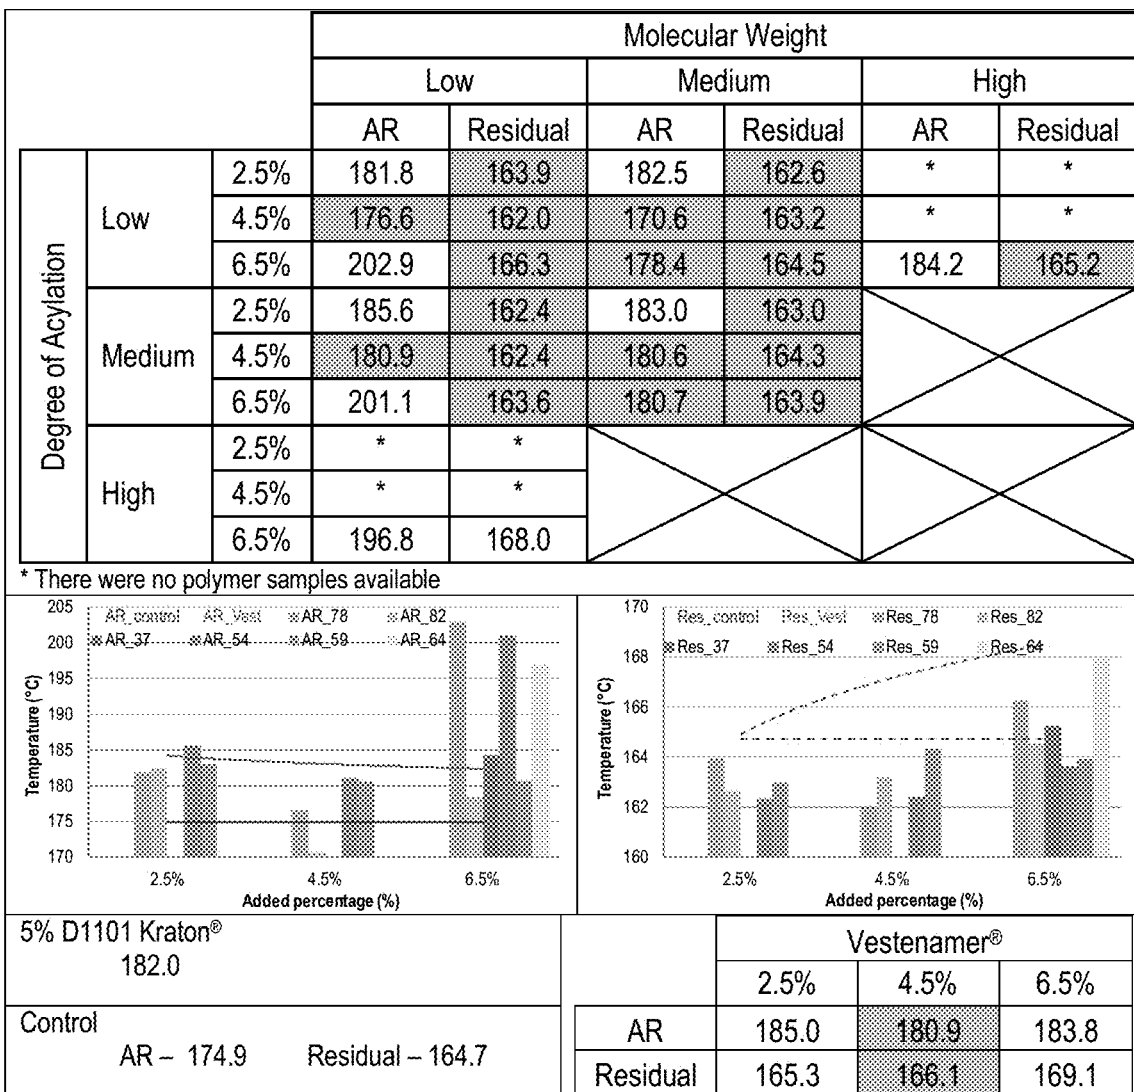 Molecular Weight
Low Medium High
AR Residual AR Residual AR Residual
Degree of Acylation
Low 2.5% 181.8 163.9 182.5 162.6 * *
4.5% 176.6 162.0 170.6 163.2 * *
6.5% 202.9 166.3 178.4 164.5 184.2 165.2
Medium 2.5% 185.6 162.4 183.0 163.0
4.5% 180.9 162.4 180.6 164.3
6.5% 201.1 163.6 180.7 163.9
High 2.5% * *
4.5% * *
6.5% 196.8 168.0
* There were no polymer samples available
205
200
195
190
185
180
175
170
Temperature (°C)
AR_control AR_Vest AR_78 AR_82
AR_37 AR_54 AR_59 AR_64
2.5% 4.5% 6.5%
Added percentage (%)
170
168
166
164
162
160
Temperature (°C)
Res_control Res_Vest Res_78 Res_82
Res_37 Res_54 Res_59 Res_64
2.5% 4.5% 6.5%
Added percentage (%)
5% D1101 Kraton®
182.0
Control
AR – 174.9 Residual – 164.7
Vestenamer®
2.5% 4.5% 6.5%
AR 185.0 180.9 183.8
Residual 165.3 166.1 169.1